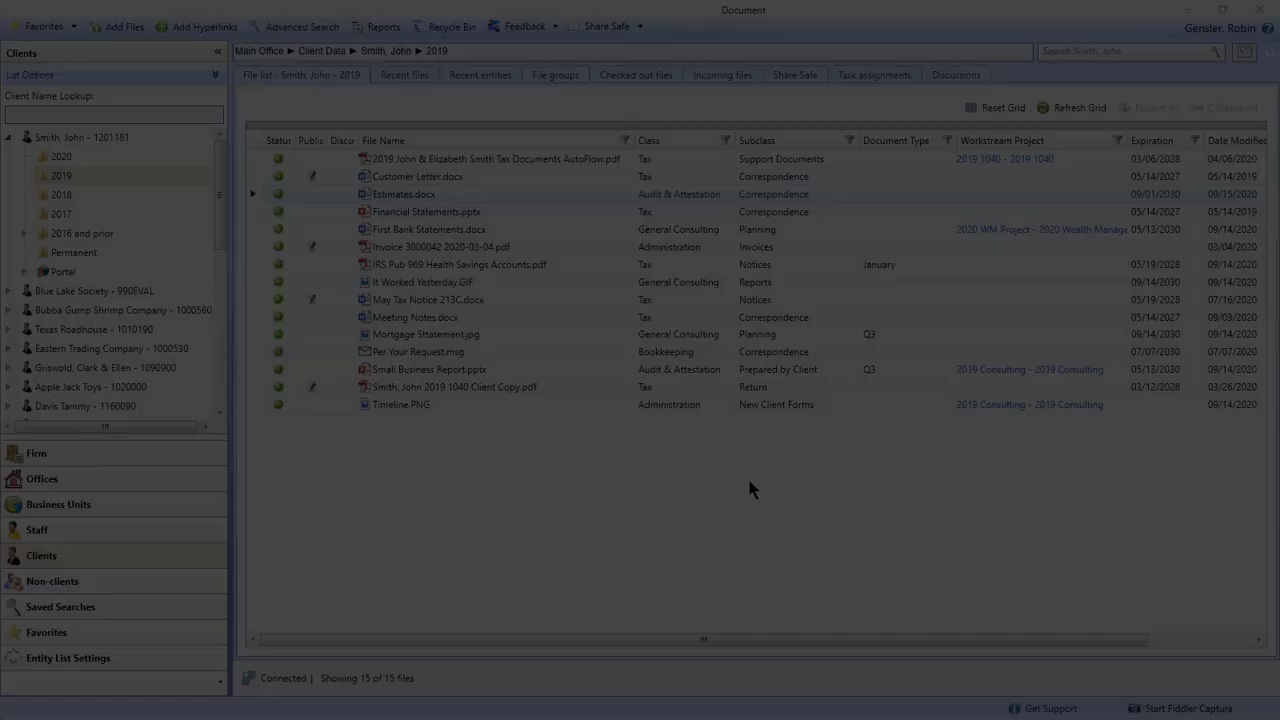 Document
Favorites Add Files Add Hyperlinks Advanced Search Reports Recycle Bin Feedback Share Safe Gensler, Robin
Clients Main Office Client Data Smith, John 2019 Search Smith, John
List Options File list - Smith, John - 2019 Recent files Recent entities File groups Checked out files Incoming files Share Safe Task assignments Discussions
Client Name Lookup:
Reset Grid Refresh Grid Expand All Collapse All
Smith, John - 1201181
2020
2019
2018
2017
2016 and prior
Permanent
Portal
Blue Lake Society - 990EVAL
Bubba Gump Shrimp Company - 1000560
Texas Roadhouse - 1010190
Eastern Trading Company - 1000530
Griswold, Clark & Ellen - 1090900
Apple Jack Toys - 1020000
Davis Tammy - 1160090
Firm
Offices
Business Units
Staff
Clients
Non-clients
Saved Searches
Favorites
Entity List Settings
Statu: Publis Discu File Name Class Subclass Document Type Workstream Project Expiration Date Modified
2019 John & Elizabeth Smith Tax Documents AutoFlow.pdf Tax Support Documents 2019 1040 - 2019 1040 03/06/2028 04/06/2020
Customer Letter.docx Tax Correspondence 05/14/2027 05/14/2019
Estimates.docx Audit & Attestation Correspondence 09/01/2030 09/15/2020
Financial Statements.pptx Tax Correspondence 05/14/2027 05/14/2019
First Bank Statements.docx General Consulting Planning 2020 WM Project - 2020 Wealth Manage 05/13/2030 09/14/2020
Invoice 3000042 2020-03-04.pdf Administration Invoices 03/04/2020
IRS Pub 969 Health Savings Accounts.pdf Tax Notices January 05/19/2028 09/14/2020
It Worked Yesterday.GIF General Consulting Reports 09/14/2030 09/14/2020
May Tax Notice 213C.docx Tax Notices 05/19/2028 07/16/2020
Meeting Notes.docx Tax Correspondence 05/14/2027 09/03/2020
Mortgage Sttatement.jpg General Consulting Planning Q3 09/14/2030 09/14/2020
Per Your Request.msg Bookkeeping Correspondence 07/07/2030 07/07/2020
Small Business Report.pptx Audit & Attestation Prepared by Client Q3 2019 Consulting - 2019 Consulting 05/13/2030 09/14/2020
Smith, John 2019 1040 Client Copy.pdf Tax Return 03/12/2028 03/26/2020
Timeline.PNG Administration New Client Forms 2019 Consulting - 2019 Consulting 09/14/2020
Connected | Showing 15 of 15 files
Get Support Start Fiddler Capture